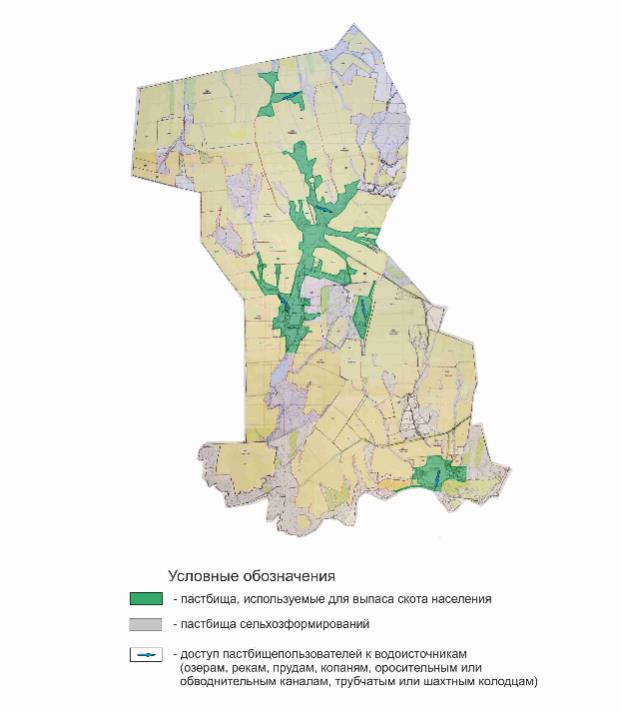 Условные обозначения
- пастбища, используемые для выпаса скота населения
- пастбища сельхозформирований
- доступ пастбищепользователей к водоисточникам
(озерам, рекам, прудам, копаням, оросительным или
обводнительным каналам, трубчатым или шахтным колодцам)